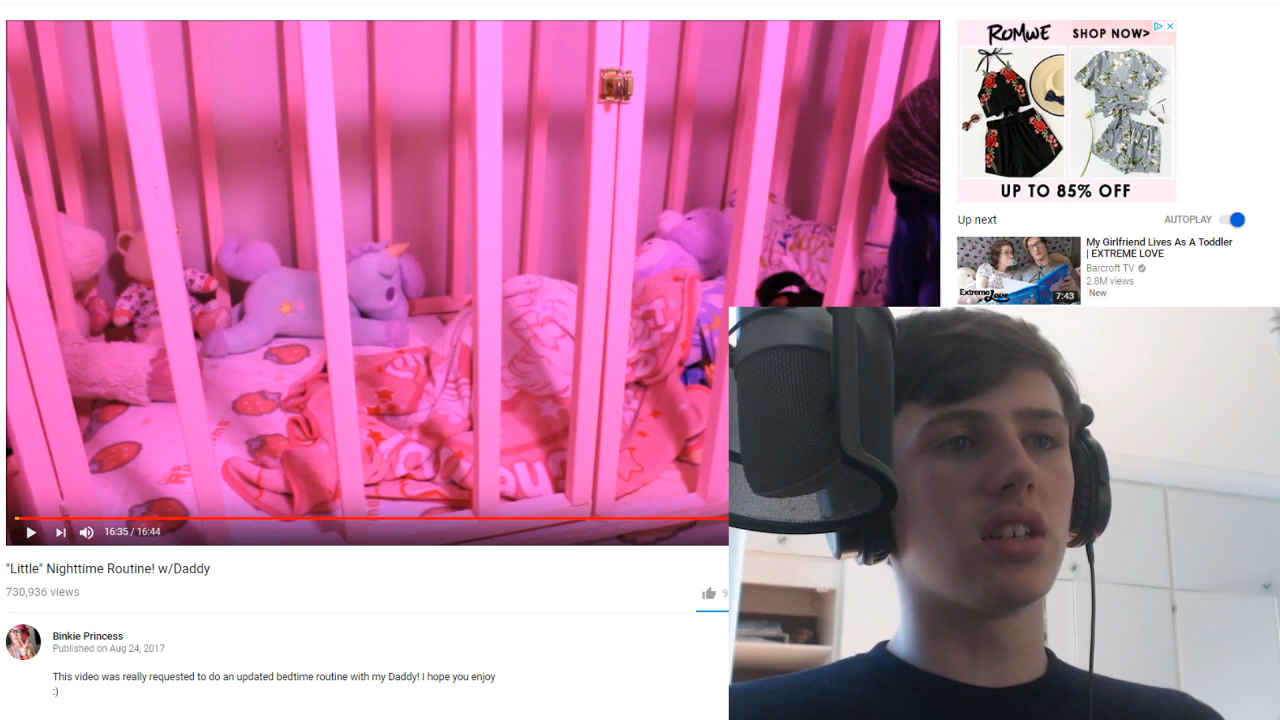 ROMWE SHOP NOW>
UP TO 85% OFF
Up next AUTOPLAY
My Girlfriend Lives As A Toddler
| EXTREME LOVE
Barcroft TV
2.8M views
New
Extreme Love
7:43
16:35 / 16:44
"Little" Nighttime Routine! w/Daddy
730,936 views
9
Binkie Princess
Published on Aug 24, 2017
This video was really requested to do an updated bedtime routine with my Daddy! I hope you enjoy
:)